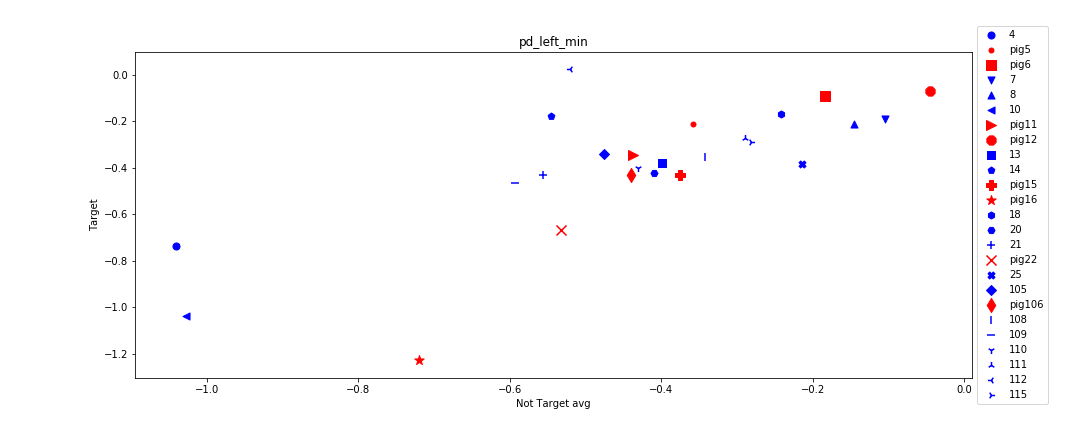 pd_left_min
0.0
−0.2
−0.4
−0.6
−0.8
−1.0
−1.2
Target
−1.0
−0.8
−0.6
−0.4
−0.2
0.0
Not Target avg
4
pig5
pig6
7
8
10
pig11
pig12
13
14
pig15
pig16
18
20
21
pig22
25
105
pig106
108
109
110
111
112
115